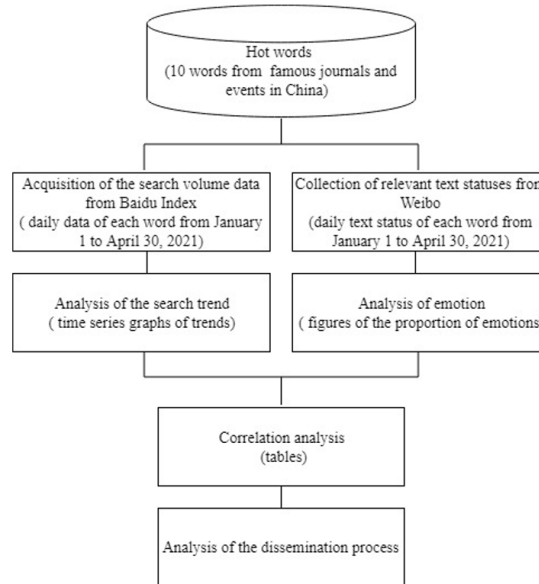 Hot words
(10 words from famous journals and
events in China)
Acquisition of the search volume data
from Baidu Index
( daily data of each word from January
1 to April 30, 2021)
Collection of relevant text statuses from
Weibo
(daily text status of each word from
January 1 to April 30, 2021)
Analysis of the search trend
( time series graphs of trends)
Analysis of emotion
( figures of the proportion of emotions
Correlation analysis
(tables)
Analysis of the dissemination process